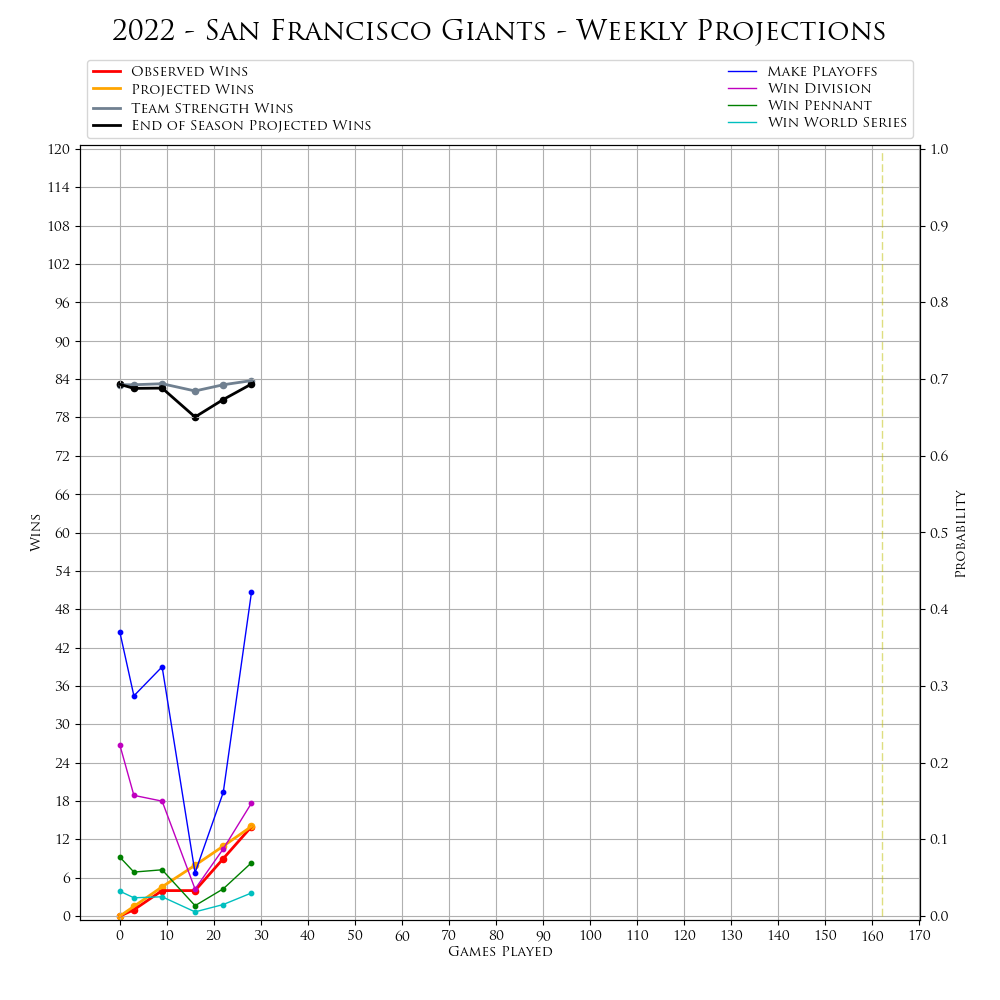 2022 - San Francisco Giants - Weekly Projections
Observed Wins
Projected Wins
Team Strength Wins
End of Season Projected Wins
Make Playoffs
Win Division
Win Pennant
Win World Series
120
114
108
102
96
90
84
78
72
66
60
54
48
42
36
30
24
18
12
6
0
Wins
1.0
0.9
0.8
0.7
0.6
0.5
0.4
0.3
0.2
0.1
0.0
Probability
0 10 20 30 40 50 60 70 80 90 100 110 120 130 140 150 160 170
Games Played